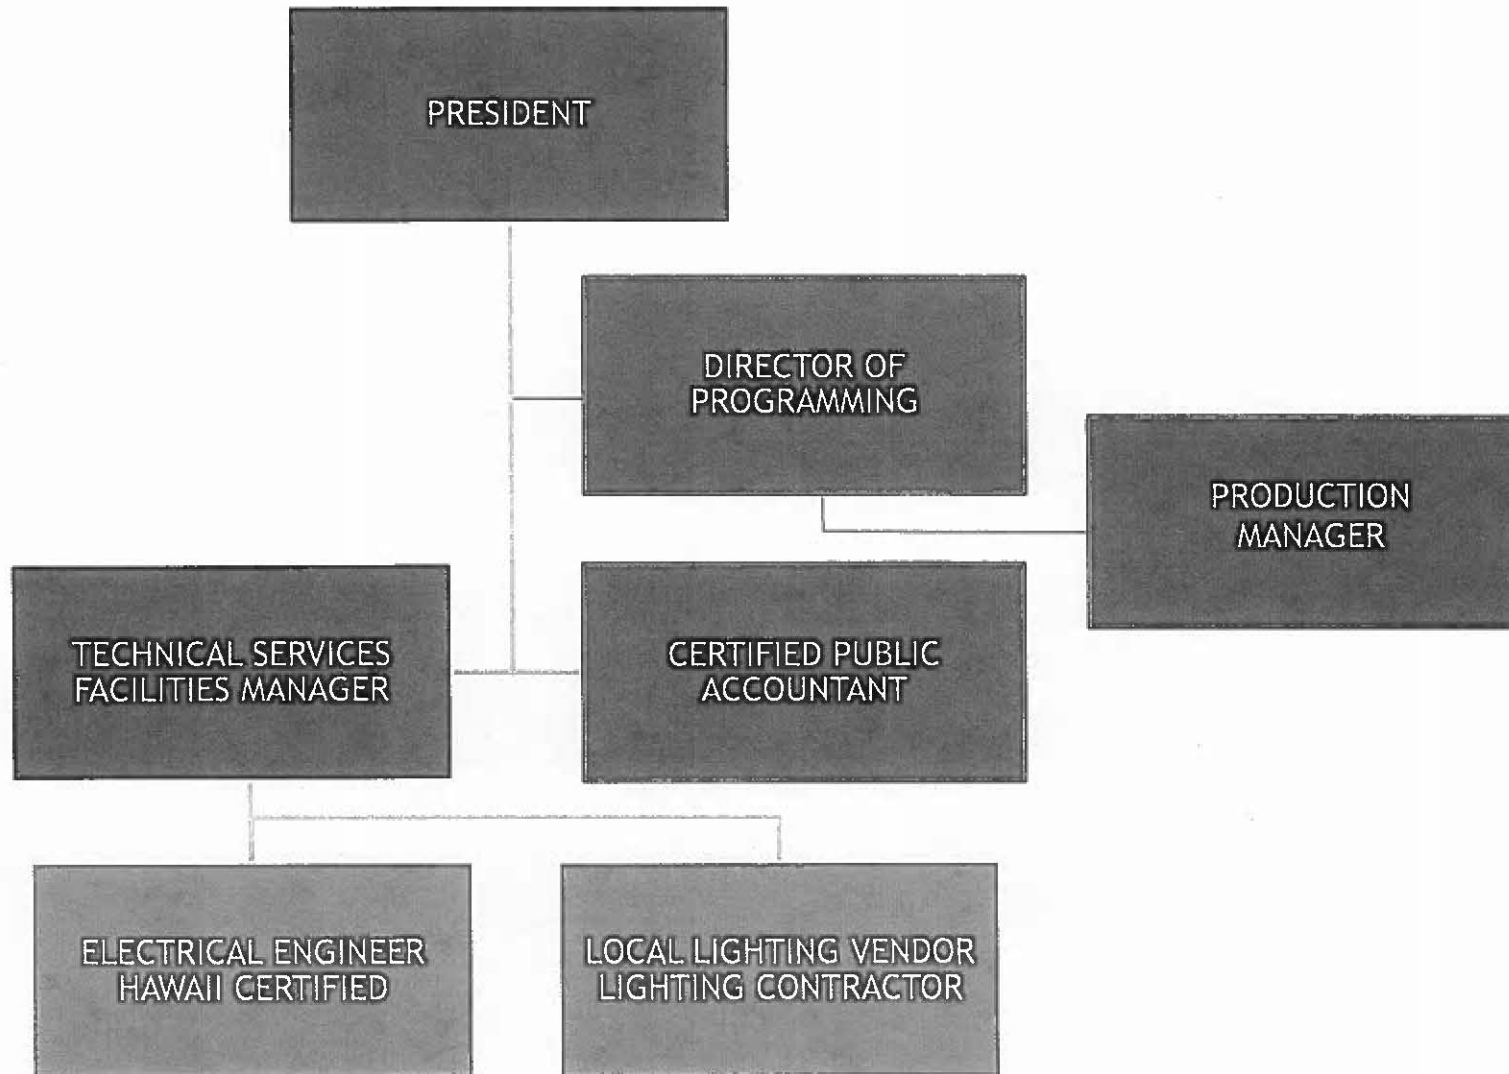 PRESIDENT
DIRECTOR OF
PROGRAMMING
PRODUCTION
MANAGER
TECHNICAL SERVICES
FACILITIES MANAGER
CERTIFIED PUBLIC
ACCOUNTANT
ELECTRICAL ENGINEER
HAWAII CERTIFIED
LOCAL LIGHTING VENDOR
LIGHTING CONTRACTOR